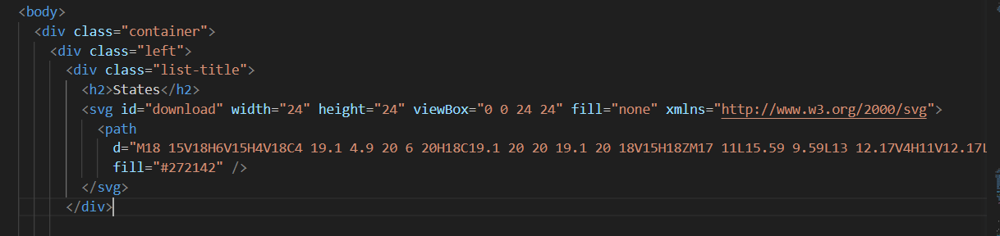 <body>
<div class="container">
<div class="left">
<div class="list-title">
<h2>States</h2>
<svg id="download" width="24" height="24" viewBox="0 0 24 24" fill="none" xmlns="http://www.w3.org/2000/svg">
<path
d="M18 15V18H6V15H4V18C4 19.1 4.9 20 6 20H18C19.1 20 20 19.1 20 18V15H18ZM17 11L15.59 9.59L13 12.17V4H11V12.17L
fill="#272142" />
</svg>
</div>